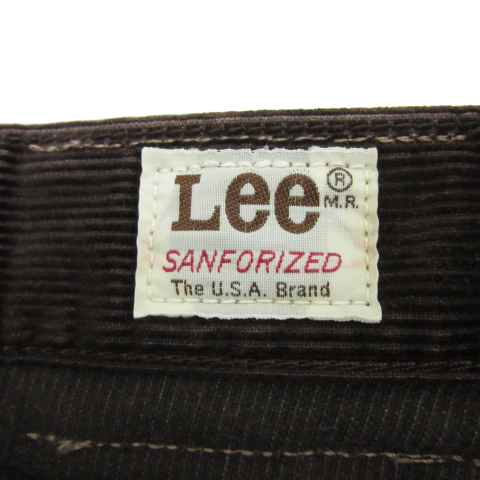 Lee ® M.R.
SANFORIZED
The U.S.A. Brand